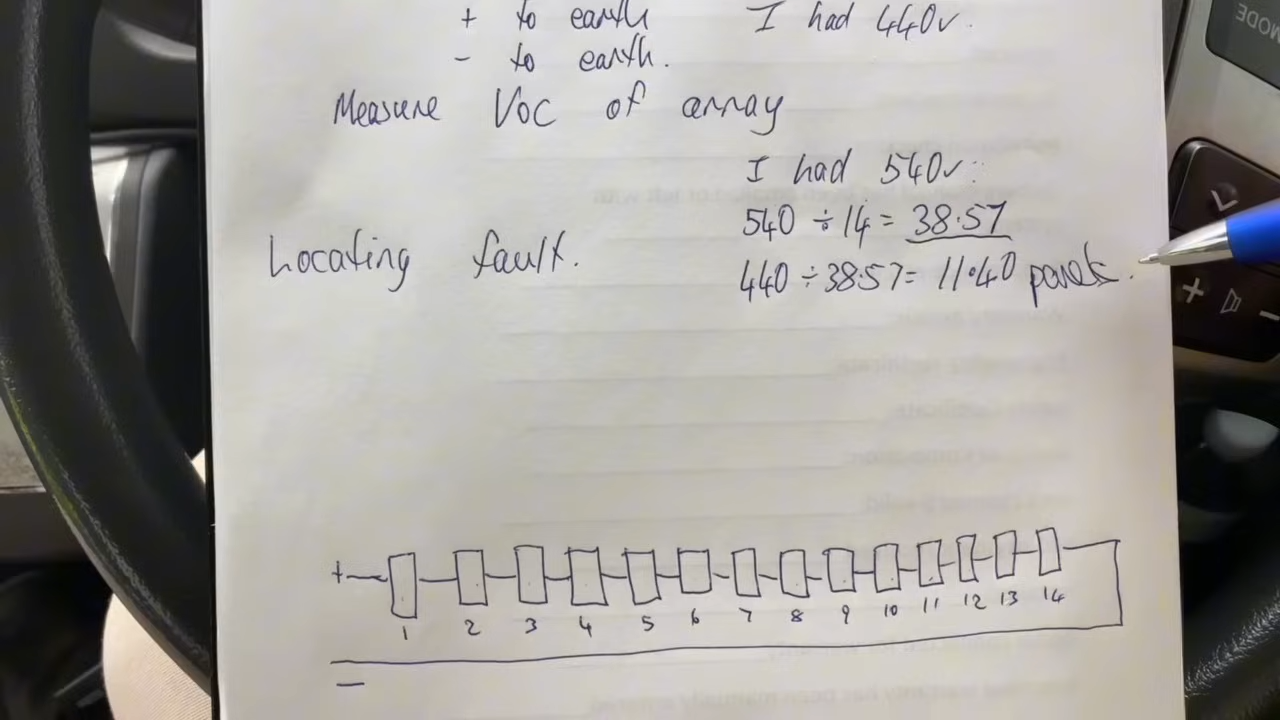 + to earth I had 440v.
- to earth.
Measure Voc of array
I had 540v:
540 ÷ 14 = 38.57
Locating fault.
440 ÷ 38.57 = 11.40 panels.
+
1 2 3 4 5 6 7 8 9 10 11 12 13 14
-
MODE
+ -